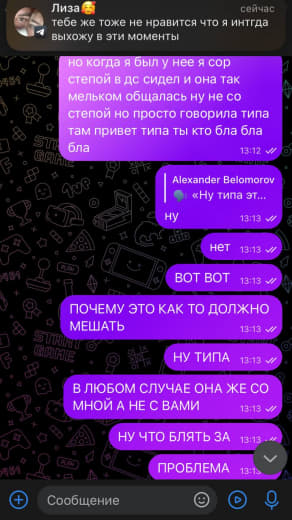 Лиза🥰
сейчас
тебе же тоже не нравится что я интгда
выхожу в эти моменты
но когда я был у нее я сор
степой в дс сидел и она так
мельком общалась ну не со
степой но просто говорила типа
там привет типа ты кто бла бла
бла
13:12
Alexander Belomorov
🗣 «Ну типа эт...
ну
13:13
нет
13:13
ВОТ ВОТ
13:13
ПОЧЕМУ ЭТО КАК ТО ДОЛЖНО
МЕШАТЬ
13:13
НУ ТИПА
13:13
В ЛЮБОМ СЛУЧАЕ ОНА ЖЕ СО
МНОЙ А НЕ С ВАМИ
13:13
НУ ЧТО БЛЯТЬ ЗА
13:13
ПРОБЛЕМА
13:13
Сообщение